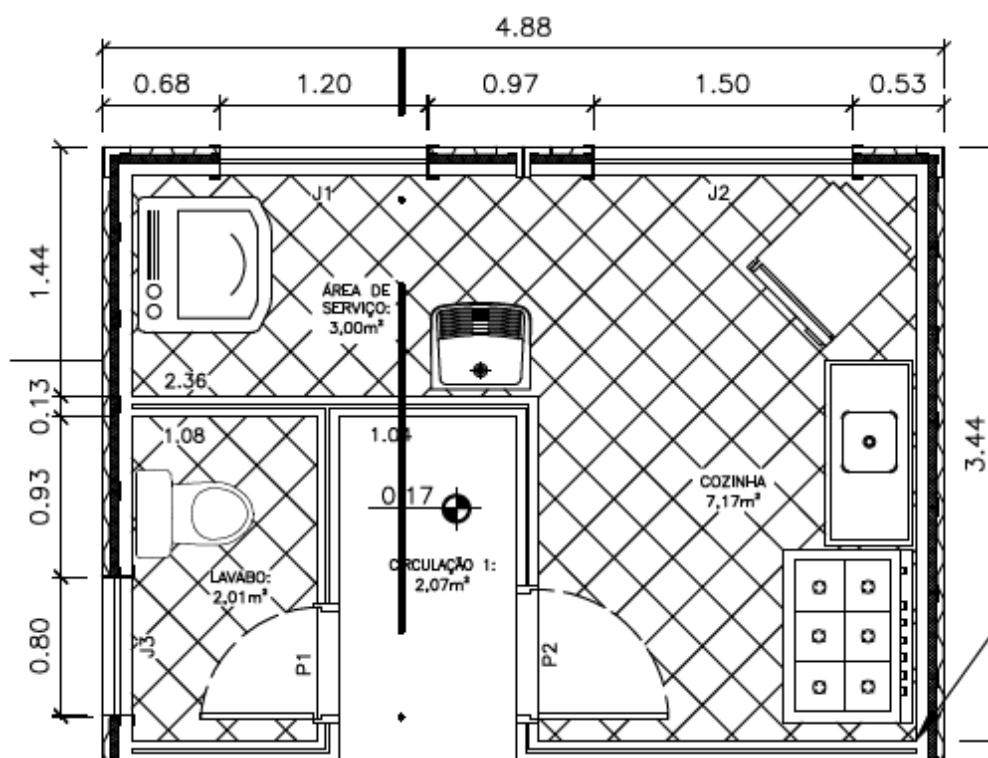 4.88
0.68 1.20 0.97 1.50 0.53
J1 J2
1.44
ÁREA DE
SERVIÇO:
3,00m²
2.36
0.13
1.08 1.04
3.44
0.93
0.17
COZINHA
7,17m²
LAVABO:
2,01m²
CIRCULAÇÃO 1:
2,07m²
0.80
J3
P1
P2